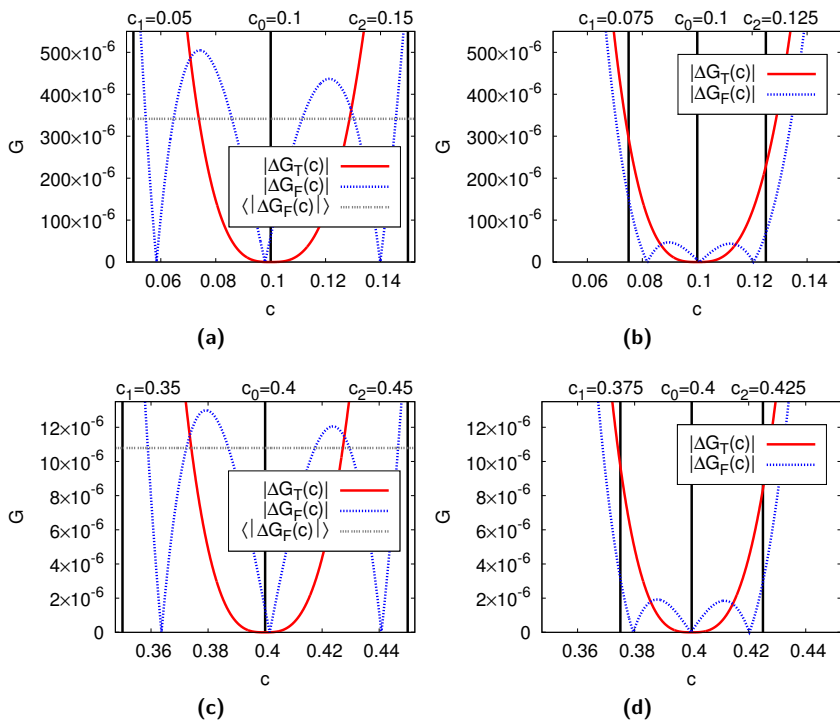 c1=0.05 c0=0.1 c2=0.15
G
500×10-6
400×10-6
300×10-6
200×10-6
100×10-6
0
|ΔGT(c)|
|ΔGF(c)|
⟨|ΔGF(c)|⟩
0.06 0.08 0.1 0.12 0.14
c
(a)
c1=0.075 c0=0.1 c2=0.125
G
500×10-6
400×10-6
300×10-6
200×10-6
100×10-6
0
|ΔGT(c)|
|ΔGF(c)|
0.06 0.08 0.1 0.12 0.14
c
(b)
c1=0.35 c0=0.4 c2=0.45
G
12×10-6
10×10-6
8×10-6
6×10-6
4×10-6
2×10-6
0
|ΔGT(c)|
|ΔGF(c)|
⟨|ΔGF(c)|⟩
0.36 0.38 0.4 0.42 0.44
c
(c)
c1=0.375 c0=0.4 c2=0.425
G
12×10-6
10×10-6
8×10-6
6×10-6
4×10-6
2×10-6
0
|ΔGT(c)|
|ΔGF(c)|
0.36 0.38 0.4 0.42 0.44
c
(d)